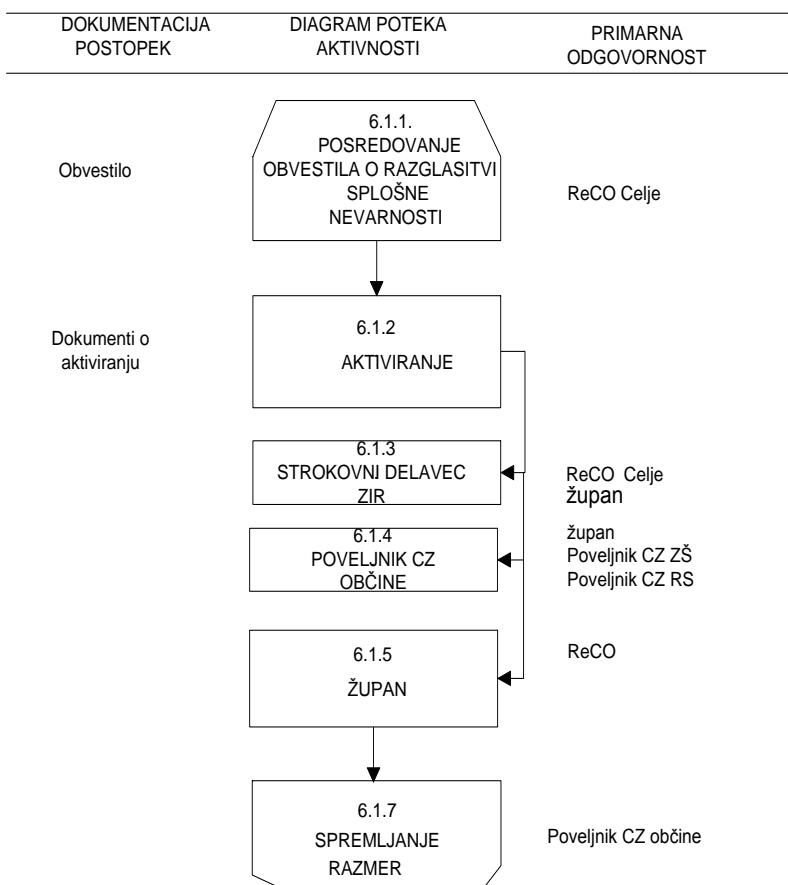 DOKUMENTACIJA
POSTOPEK
DIAGRAM POTEKA
AKTIVNOSTI
PRIMARNA
ODGOVORNOST
Obvestilo
6.1.1.
POSREDOVANJE
OBVESTILA O RAZGLASITVI
SPLOŠNE
NEVARNOSTI
ReCO Celje
Dokumenti o
aktiviranju
6.1.2
AKTIVIRANJE
6.1.3
STROKOVNI DELAVEC
ZIR
ReCO Celje
župan
6.1.4
POVELJNIK CZ
OBČINE
župan
Poveljnik CZ ZŠ
Poveljnik CZ RS
6.1.5
ŽUPAN
ReCO
6.1.7
SPREMLJANJE
RAZMER
Poveljnik CZ občine